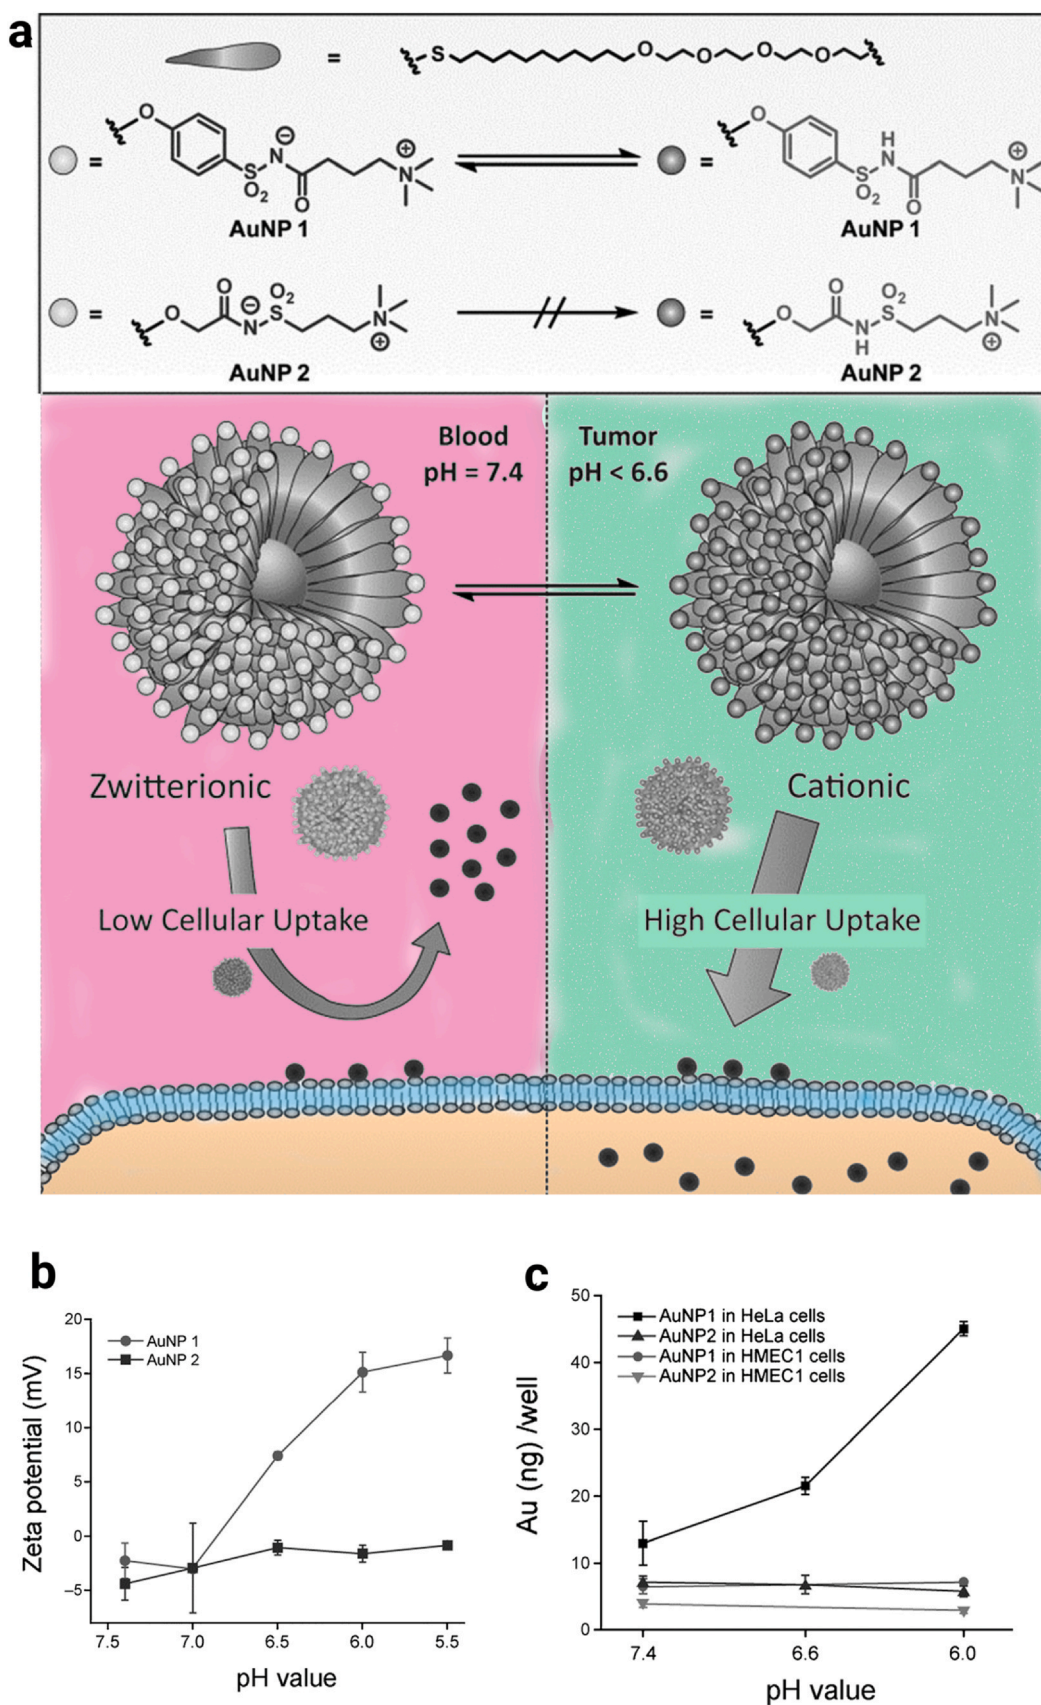 a
= S O O O O
= O N ⊖ S O2 O N ⊕
= O H N S O2 O N ⊕
AuNP 1
AuNP 1
= O O N ⊖ S O2 N ⊕
= O O N H S O2 N ⊕
AuNP 2
AuNP 2
Blood
pH = 7.4
Tumor
pH < 6.6
Zwitterionic
Cationic
Low Cellular Uptake
High Cellular Uptake
b
Zeta potential (mV)
20
15
10
5
0
–5
AuNP 1
AuNP 2
7.5 7.0 6.5 6.0 5.5
pH value
c
Au (ng) /well
50
40
30
20
10
0
AuNP1 in HeLa cells
AuNP2 in HeLa cells
AuNP1 in HMEC1 cells
AuNP2 in HMEC1 cells
7.4 6.6 6.0
pH value